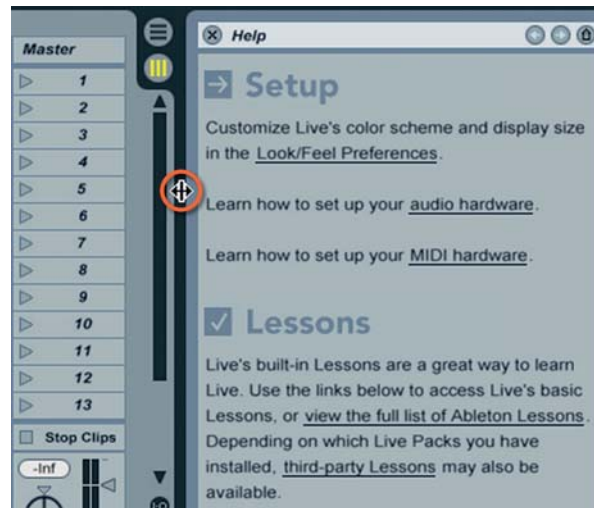 Master
1
2
3
4
5
6
7
8
9
10
11
12
13
Stop Clips
-Inf
Help
Setup
Customize Live's color scheme and display size
in the Look/Feel Preferences.
Learn how to set up your audio hardware.
Learn how to set up your MIDI hardware.
Lessons
Live's built-in Lessons are a great way to learn
Live. Use the links below to access Live's basic
Lessons, or view the full list of Ableton Lessons.
Depending on which Live Packs you have
installed, third-party Lessons may also be
available.